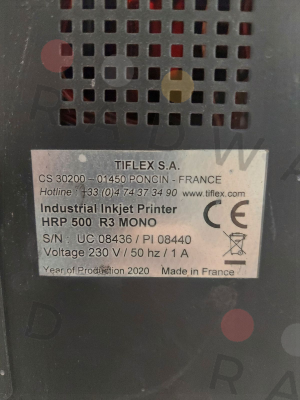 TIFLEX S.A.
CS 30200 - 01450 PONCIN - FRANCE
Hotline +33(0)4 74 37 34 90 www.tiflex.com
Industrial Inkjet Printer
HRP 500 R3 MONO
S/N UC 08436 / PI 08440
Voltage 230 V / 50 hz / 1 A
Year of Production 2020 Made in France
CE